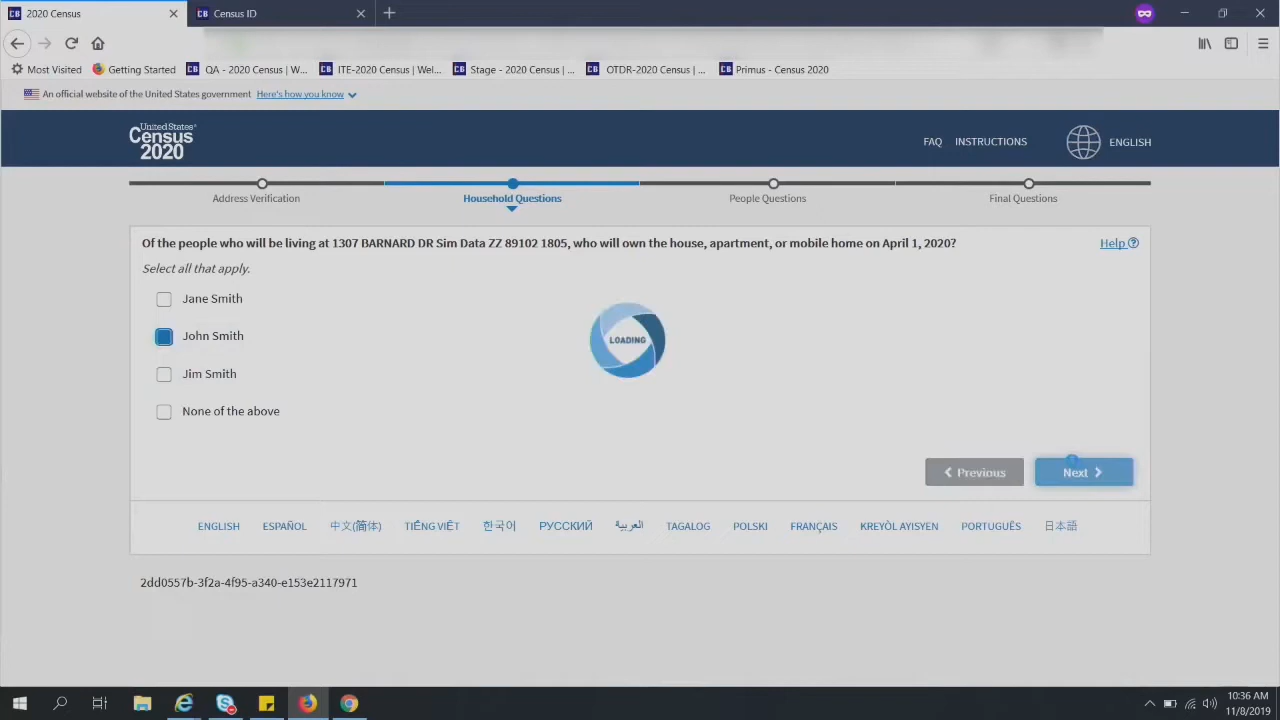 2020 Census
Census ID
Most Visited
Getting Started
QA - 2020 Census | W...
ITE-2020 Census | Wel...
Stage - 2020 Census | ...
OTDR-2020 Census | ...
Primus - Census 2020
An official website of the United States government Here's how you know
United States®
Census
2020
FAQ INSTRUCTIONS ENGLISH
Address Verification
Household Questions
People Questions
Final Questions
Of the people who will be living at 1307 BARNARD DR Sim Data ZZ 89102 1805, who will own the house, apartment, or mobile home on April 1, 2020?
Help
Select all that apply.
Jane Smith
John Smith
LOADING
Jim Smith
None of the above
Previous
Next
ENGLISH ESPAÑOL 中文(简体) TIẾNG VIỆT 한국어 РУССКИЙ العربية TAGALOG POLSKI FRANÇAIS KREYÒL AYISYEN PORTUGUÊS 日本語
2dd0557b-3f2a-4f95-a340-e153e2117971
10:36 AM
11/8/2019